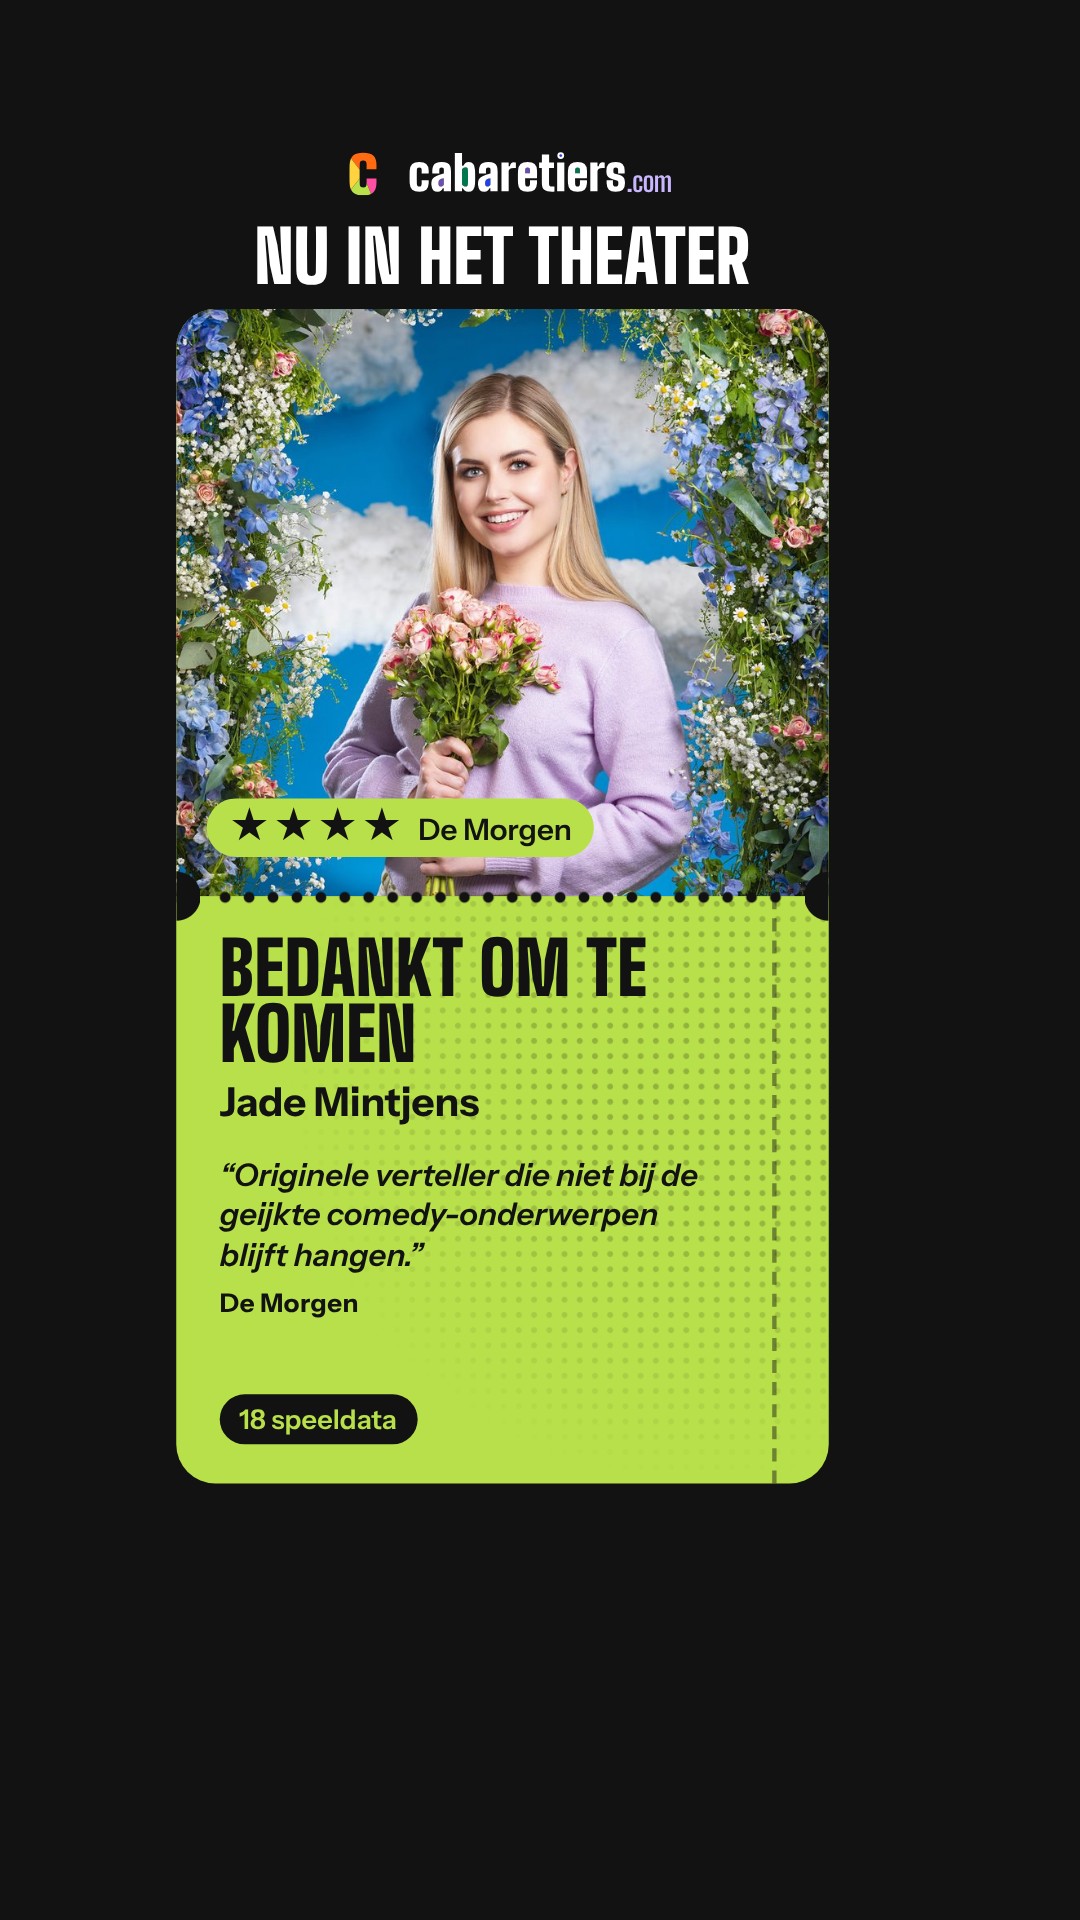 cabaretiers.com
NU IN HET THEATER
★★★★ De Morgen
BEDANKT OM TE
KOMEN
Jade Mintjens
“Originele verteller die niet bij de
geijkte comedy-onderwerpen
blijft hangen.”
De Morgen
18 speeldata